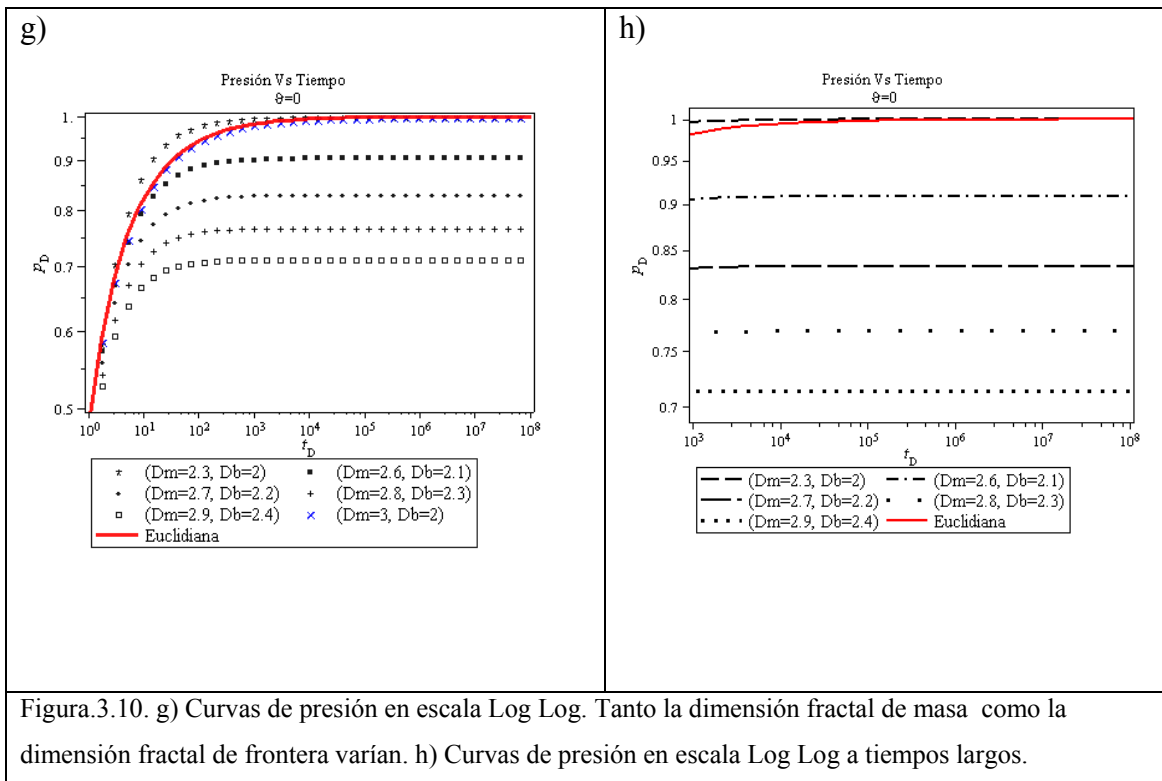 g)
Presión Vs Tiempo
ϑ=0
1
0.9
0.8
0.7
0.6
0.5
p_D
10^0 10^1 10^2 10^3 10^4 10^5 10^6 10^7 10^8
t_D
(Dm=2.3, Db=2) (Dm=2.6, Db=2.1)
(Dm=2.7, Db=2.2) (Dm=2.8, Db=2.3)
(Dm=2.9, Db=2.4) (Dm=3, Db=2)
Euclidiana
h)
Presión Vs Tiempo
ϑ=0
1
0.95
0.9
0.85
0.8
0.75
0.7
p_D
10^3 10^4 10^5 10^6 10^7 10^8
t_D
(Dm=2.3, Db=2) (Dm=2.6, Db=2.1)
(Dm=2.7, Db=2.2) (Dm=2.8, Db=2.3)
(Dm=2.9, Db=2.4) Euclidiana
Figura.3.10. g) Curvas de presión en escala Log Log. Tanto la dimensión fractal de masa como la
dimensión fractal de frontera varían. h) Curvas de presión en escala Log Log a tiempos largos.